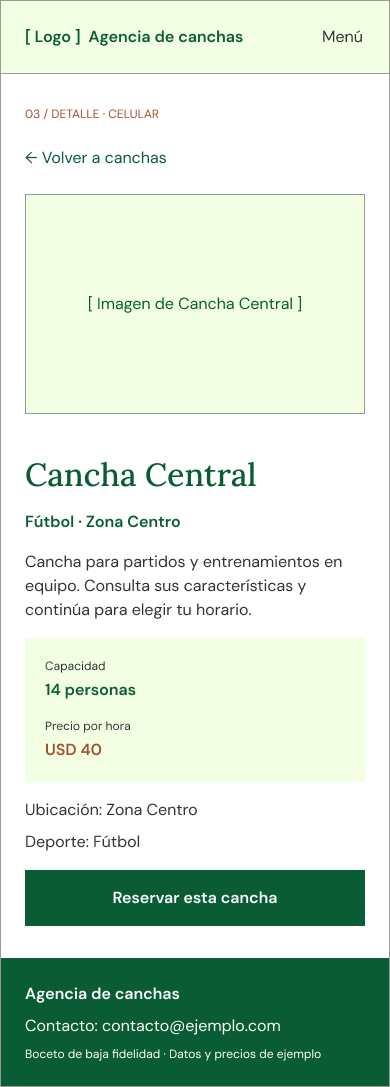 [ Logo ] Agencia de canchas
Menú
03 / DETALLE · CELULAR
← Volver a canchas
[ Imagen de Cancha Central ]
Cancha Central
Fútbol · Zona Centro
Cancha para partidos y entrenamientos en
equipo. Consulta sus características y
continúa para elegir tu horario.
Capacidad
14 personas
Precio por hora
USD 40
Ubicación: Zona Centro
Deporte: Fútbol
Reservar esta cancha
Agencia de canchas
Contacto: contacto@ejemplo.com
Boceto de baja fidelidad · Datos y precios de ejemplo